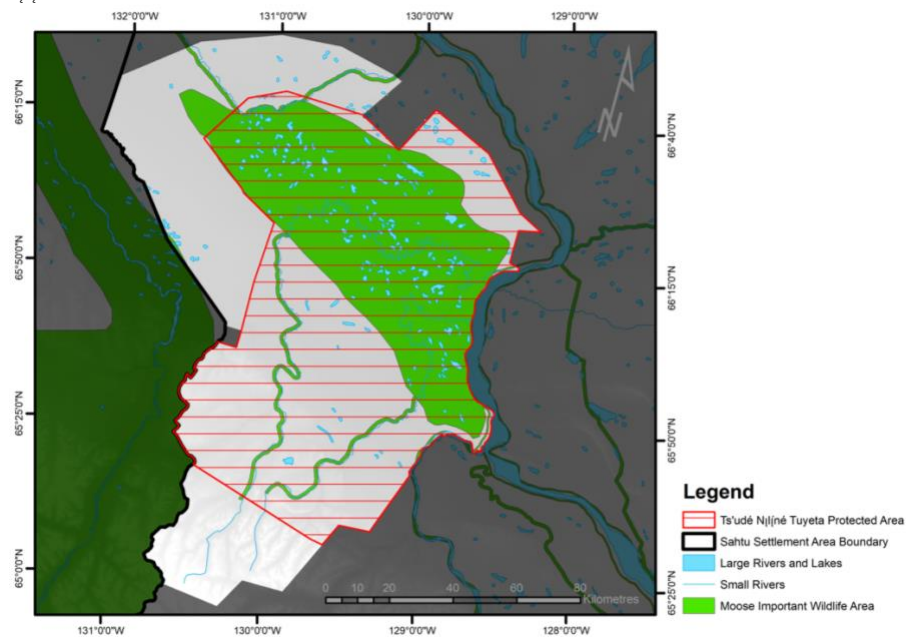 132°0'0"W 131°0'0"W 130°0'0"W 129°0'0"W
66°15'0"N
66°40'0"N
65°50'0"N
66°15'0"N
65°25'0"N
65°50'0"N
65°0'0"N
65°25'0"N
N
0 10 20 40 60 80
Kilometres
131°0'0"W 130°0'0"W 129°0'0"W 128°0'0"W
Legend
Ts'udé Nı̨lı̨né Tuyeta Protected Area
Sahtu Settlement Area Boundary
Large Rivers and Lakes
Small Rivers
Moose Important Wildlife Area